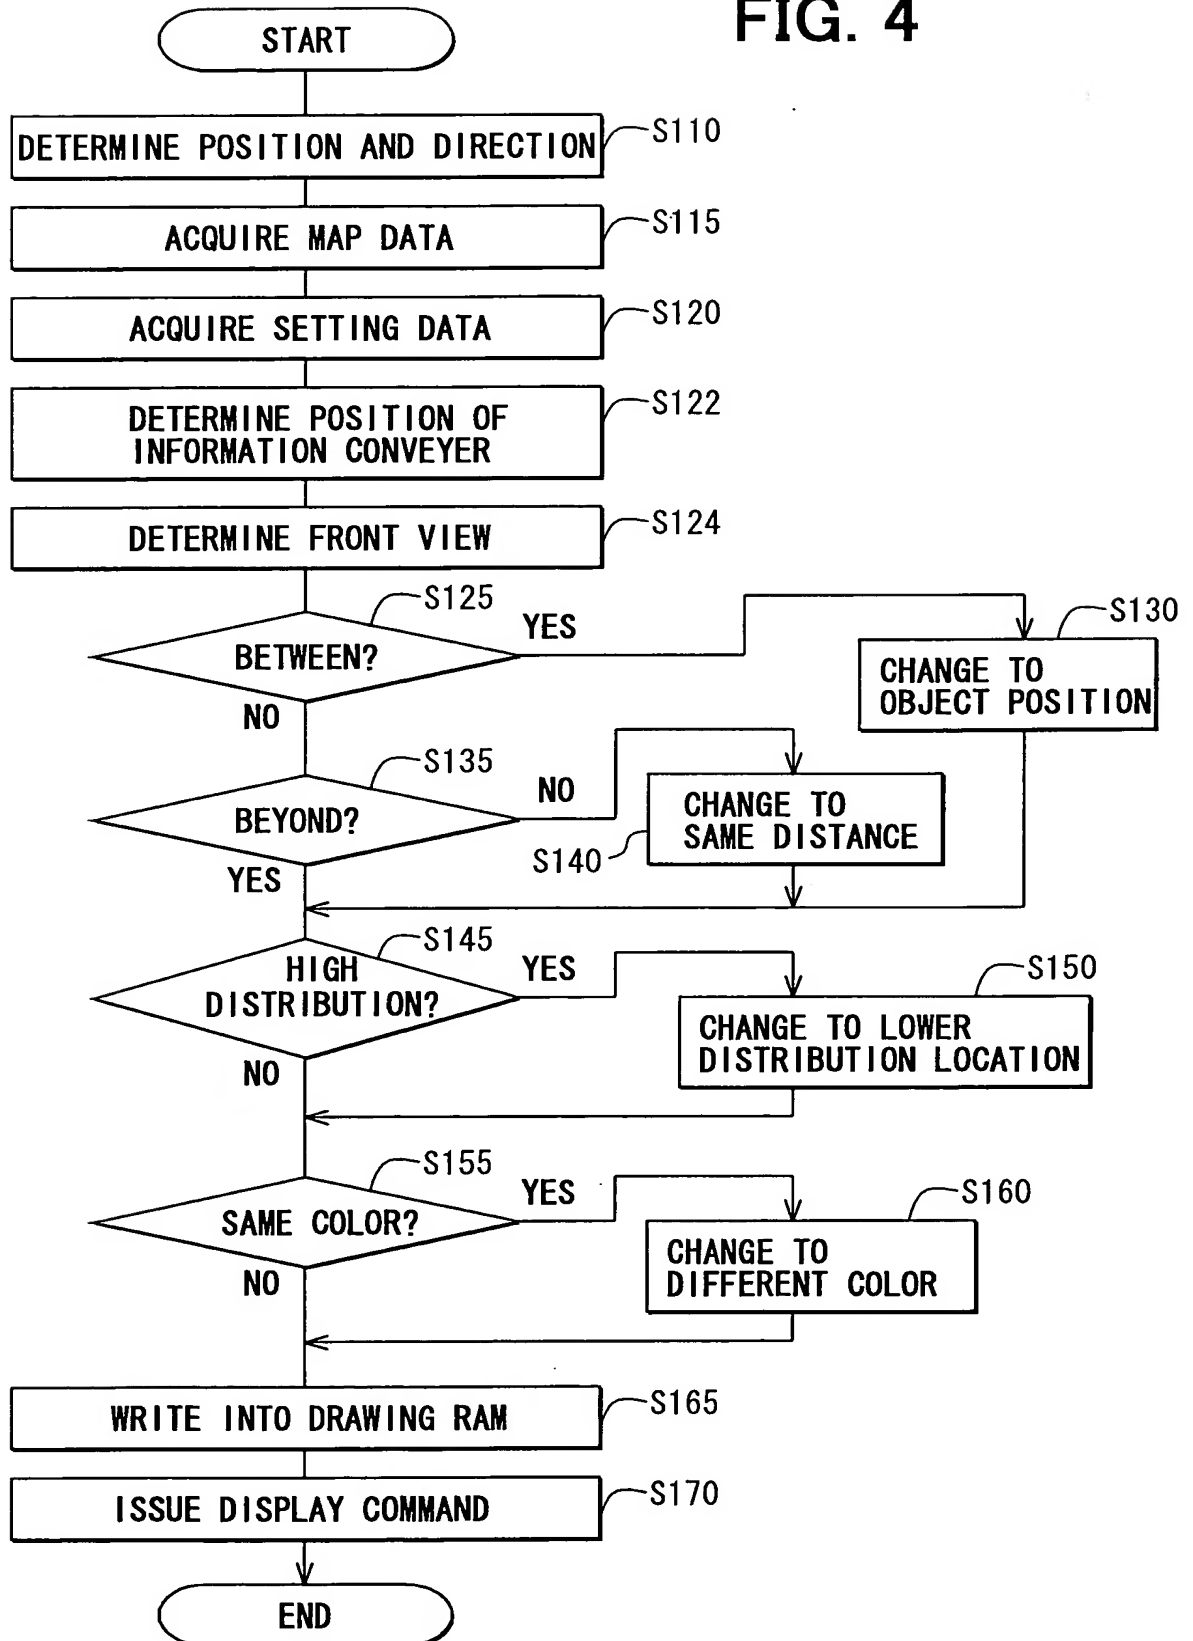 FIG. 4
START
DETERMINE POSITION AND DIRECTION
S110
ACQUIRE MAP DATA
S115
ACQUIRE SETTING DATA
S120
DETERMINE POSITION OF
INFORMATION CONVEYER
S122
DETERMINE FRONT VIEW
S124
S125
BETWEEN?
YES
NO
S130
CHANGE TO
OBJECT POSITION
S135
BEYOND?
NO
YES
CHANGE TO
SAME DISTANCE
S140
S145
HIGH
DISTRIBUTION?
YES
NO
S150
CHANGE TO LOWER
DISTRIBUTION LOCATION
S155
SAME COLOR?
YES
NO
S160
CHANGE TO
DIFFERENT COLOR
WRITE INTO DRAWING RAM
S165
ISSUE DISPLAY COMMAND
S170
END